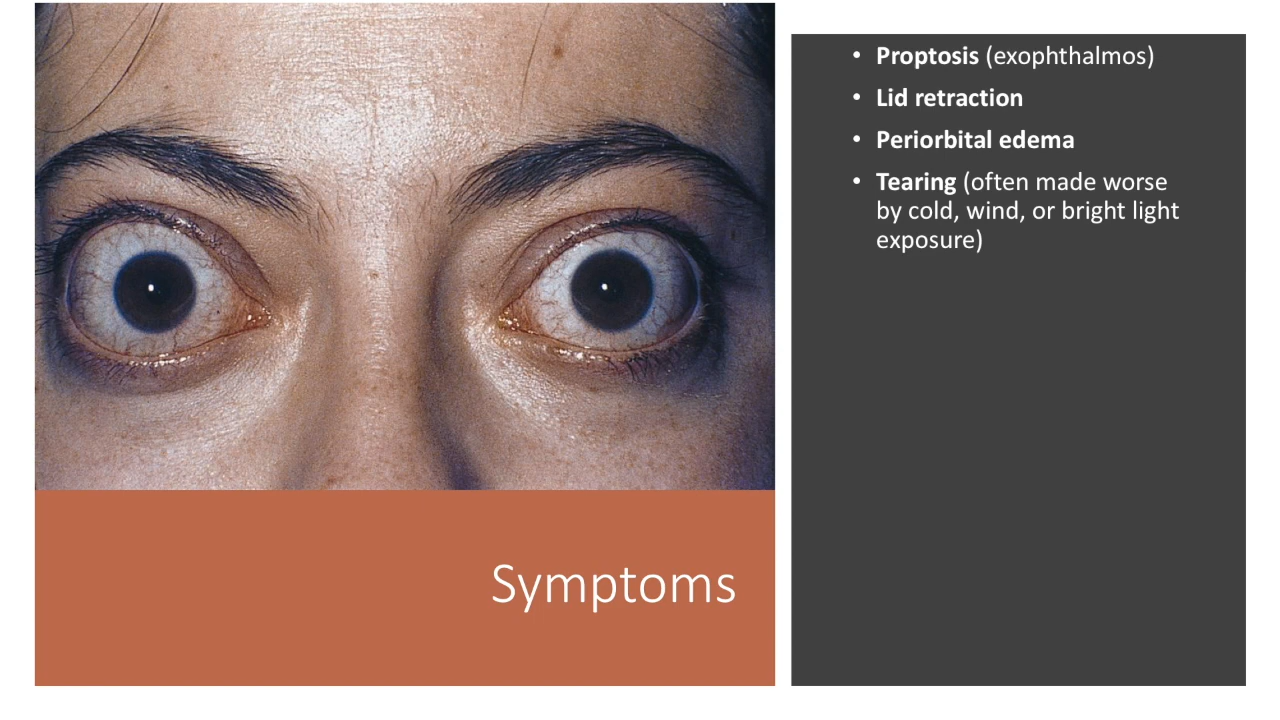 • Proptosis (exophthalmos)
• Lid retraction
• Periorbital edema
• Tearing (often made worse
by cold, wind, or bright light
exposure)
Symptoms